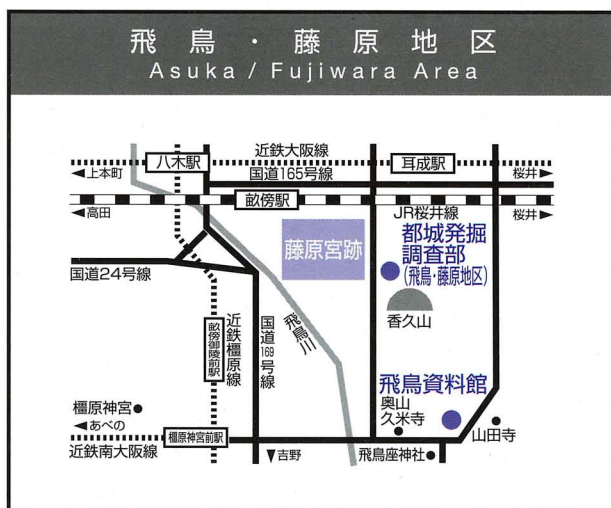 飛鳥・藤原地区
Asuka / Fujiwara Area
近鉄大阪線
八木駅
耳成駅
◀上本町
国道165号線
桜井▶
畝傍駅
◀高田
JR桜井線
桜井▶
藤原宮跡
都城発掘
調査部
(飛鳥・藤原地区)
国道24号線
香久山
畝傍御陵前駅
近鉄橿原線
国道169号線
飛鳥川
飛鳥資料館
橿原神宮
奥山
久米寺
◀あべの
山田寺
橿原神宮前駅
近鉄南大阪線
▼吉野
飛鳥座神社